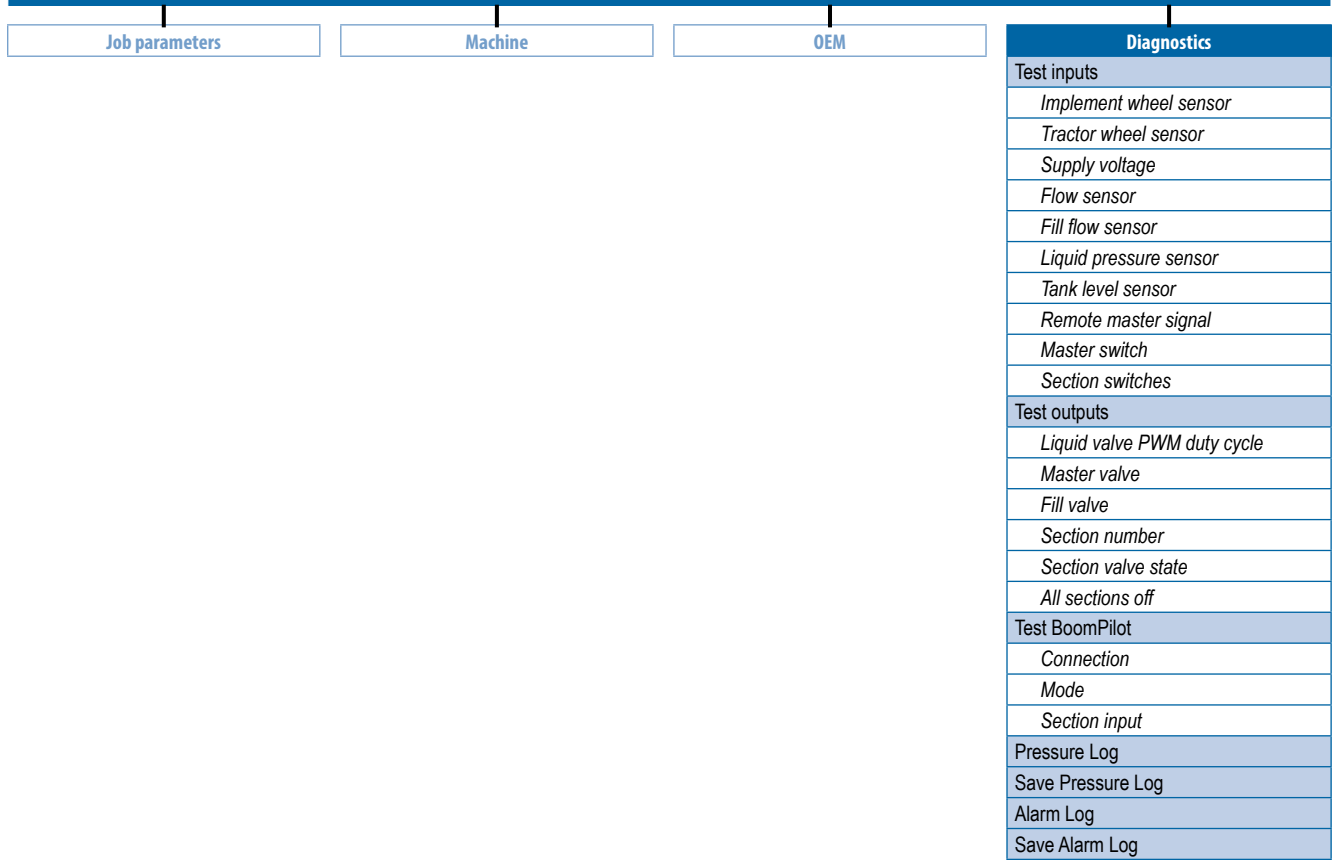 Job parameters
Machine
OEM
Diagnostics
Test inputs
Implement wheel sensor
Tractor wheel sensor
Supply voltage
Flow sensor
Fill flow sensor
Liquid pressure sensor
Tank level sensor
Remote master signal
Master switch
Section switches
Test outputs
Liquid valve PWM duty cycle
Master valve
Fill valve
Section number
Section valve state
All sections off
Test BoomPilot
Connection
Mode
Section input
Pressure Log
Save Pressure Log
Alarm Log
Save Alarm Log